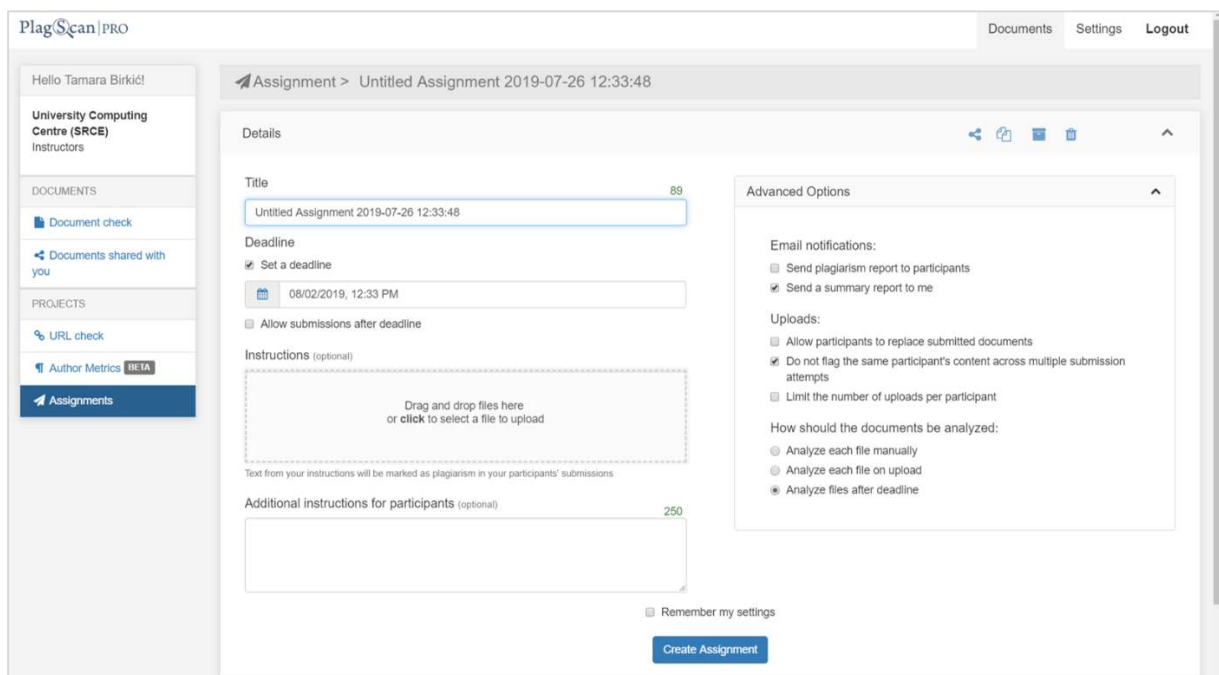 PlagScan|PRO
Documents Settings Logout
Hello Tamara Birkić!
University Computing
Centre (SRCE)
Instructors
DOCUMENTS
Document check
Documents shared with
you
PROJECTS
URL check
Author Metrics BETA
Assignments
Assignment > Untitled Assignment 2019-07-26 12:33:48
Details
Title
89
Untitled Assignment 2019-07-26 12:33:48
Deadline
Set a deadline
08/02/2019, 12:33 PM
Allow submissions after deadline
Instructions (optional)
Drag and drop files here
or click to select a file to upload
Text from your instructions will be marked as plagiarism in your participants' submissions
Additional instructions for participants (optional)
250
Advanced Options
Email notifications:
Send plagiarism report to participants
Send a summary report to me
Uploads:
Allow participants to replace submitted documents
Do not flag the same participant's content across multiple submission
attempts
Limit the number of uploads per participant
How should the documents be analyzed:
Analyze each file manually
Analyze each file on upload
Analyze files after deadline
Remember my settings
Create Assignment